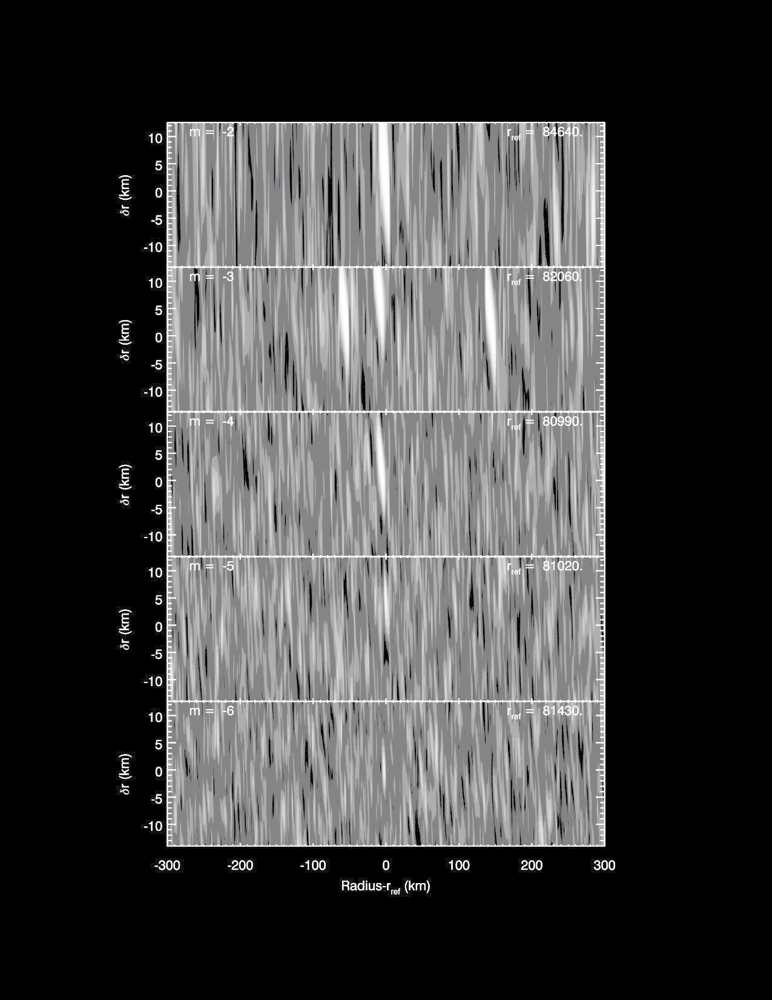 m = -2 r_ref = 84640.
10
5
0
-5
-10
δr (km)
m = -3 r_ref = 82060.
10
5
0
-5
-10
δr (km)
m = -4 r_ref = 80990.
10
5
0
-5
-10
δr (km)
m = -5 r_ref = 81020.
10
5
0
-5
-10
δr (km)
m = -6 r_ref = 81430.
10
5
0
-5
-10
δr (km)
-300 -200 -100 0 100 200 300
Radius-r_ref (km)